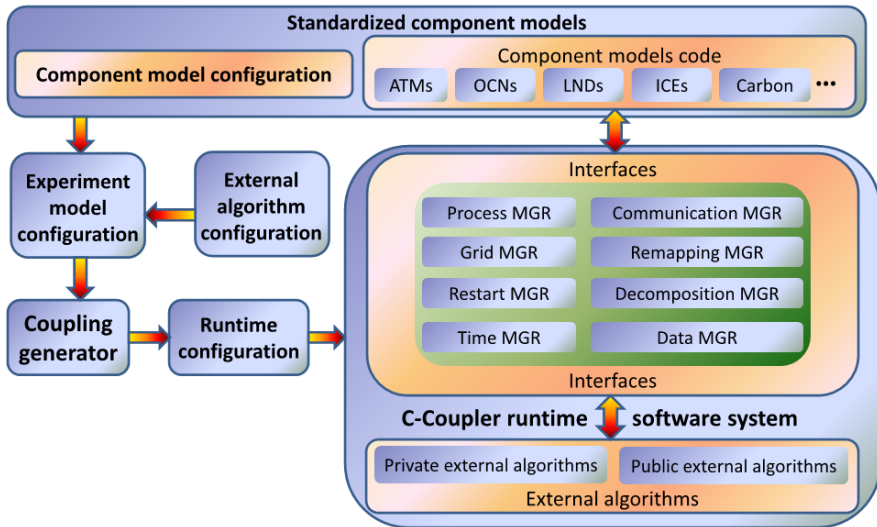 Standardized component models
Component model configuration
Component models code
ATMs
OCNs
LNDs
ICEs
Carbon
...
Experiment
model
configuration
External
algorithm
configuration
Coupling
generator
Runtime
configuration
Interfaces
Process MGR
Communication MGR
Grid MGR
Remapping MGR
Restart MGR
Decomposition MGR
Time MGR
Data MGR
Interfaces
C-Coupler runtime software system
Private external algorithms
Public external algorithms
External algorithms